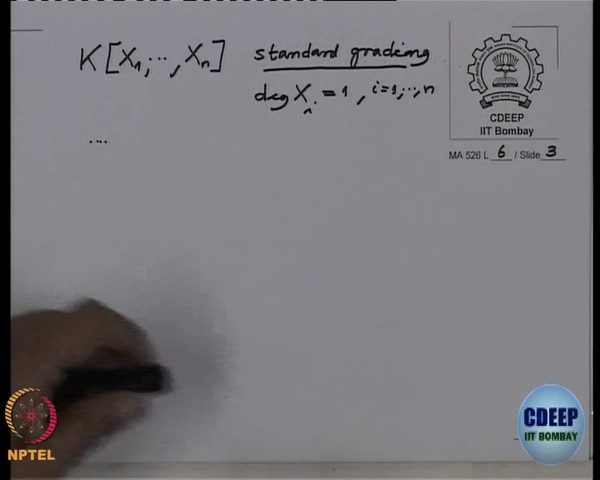 K[X₁,…,Xₙ] standard grading
deg Xᵢ = 1 , i=1,…,n
...
CDEEP
IIT Bombay
MA 526 L 6 / Slide 3
NPTEL
CDEEP
IIT BOMBAY